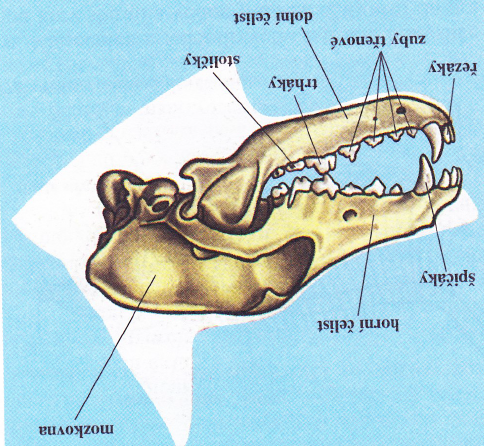 mozkovna
horní čelist
špičáky
řezáky
trháky
stoličky
zuby třenové
dolní čelist